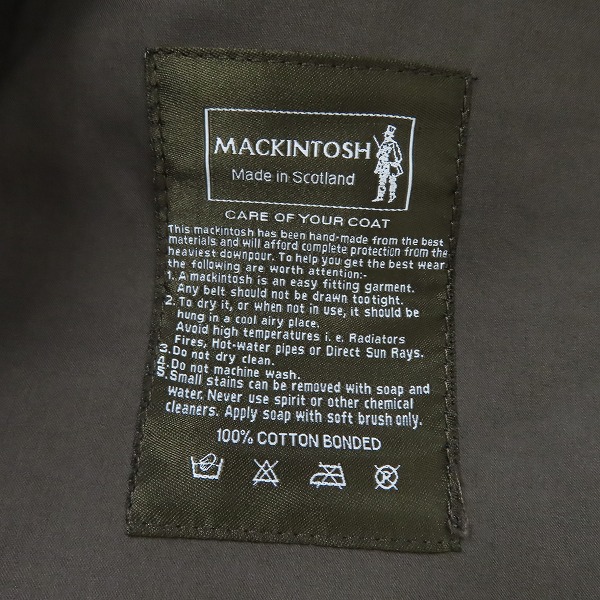 MACKINTOSH
Made in Scotland
CARE OF YOUR COAT
This mackintosh has been hand-made from the best
materials and will afford complete protection from the
heaviest downpour. To help you get the best wear
the following are worth attention:-
1. A mackintosh is an easy fitting garment.
Any belt should not be drawn too tight.
2. To dry it, or when not in use, it should be
hung in a cool airy place.
Avoid high temperatures i. e. Radiators
Fires, Hot-water pipes or Direct Sun Rays.
3. Do not dry clean.
4. Do not machine wash.
5. Small stains can be removed with soap and
water. Never use spirit or other chemical
cleaners. Apply soap with soft brush only.
100% COTTON BONDED
R